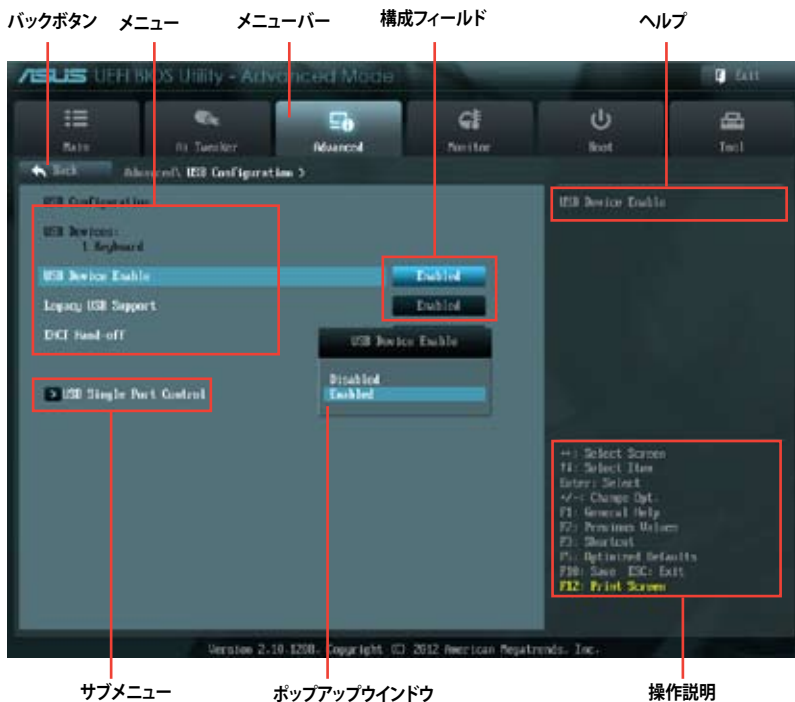 バックボタン メニュー メニューバー 構成フィールド ヘルプ
ASUS UEFI BIOS Utility - Advanced Mode Exit
Main Ai Tweaker Advanced Monitor Boot Tool
Back Advanced\ USB Configuration >
USB Configuration
USB Device Enable
USB Devices:
1 Keyboard
USB Device Enable Enabled
Legacy USB Support Enabled
EHCI Hand-off
USB Device Enable
Disabled
Enabled
USB Single Port Control
↔: Select Screen
↑↓: Select Item
Enter: Select
+/-: Change Opt.
F1: General Help
F2: Previous Values
F3: Shortcut
F5: Optimized Defaults
F10: Save ESC: Exit
F12: Print Screen
Version 2.10.1208. Copyright (C) 2012 American Megatrends, Inc.
サブメニュー ポップアップウインドウ 操作説明